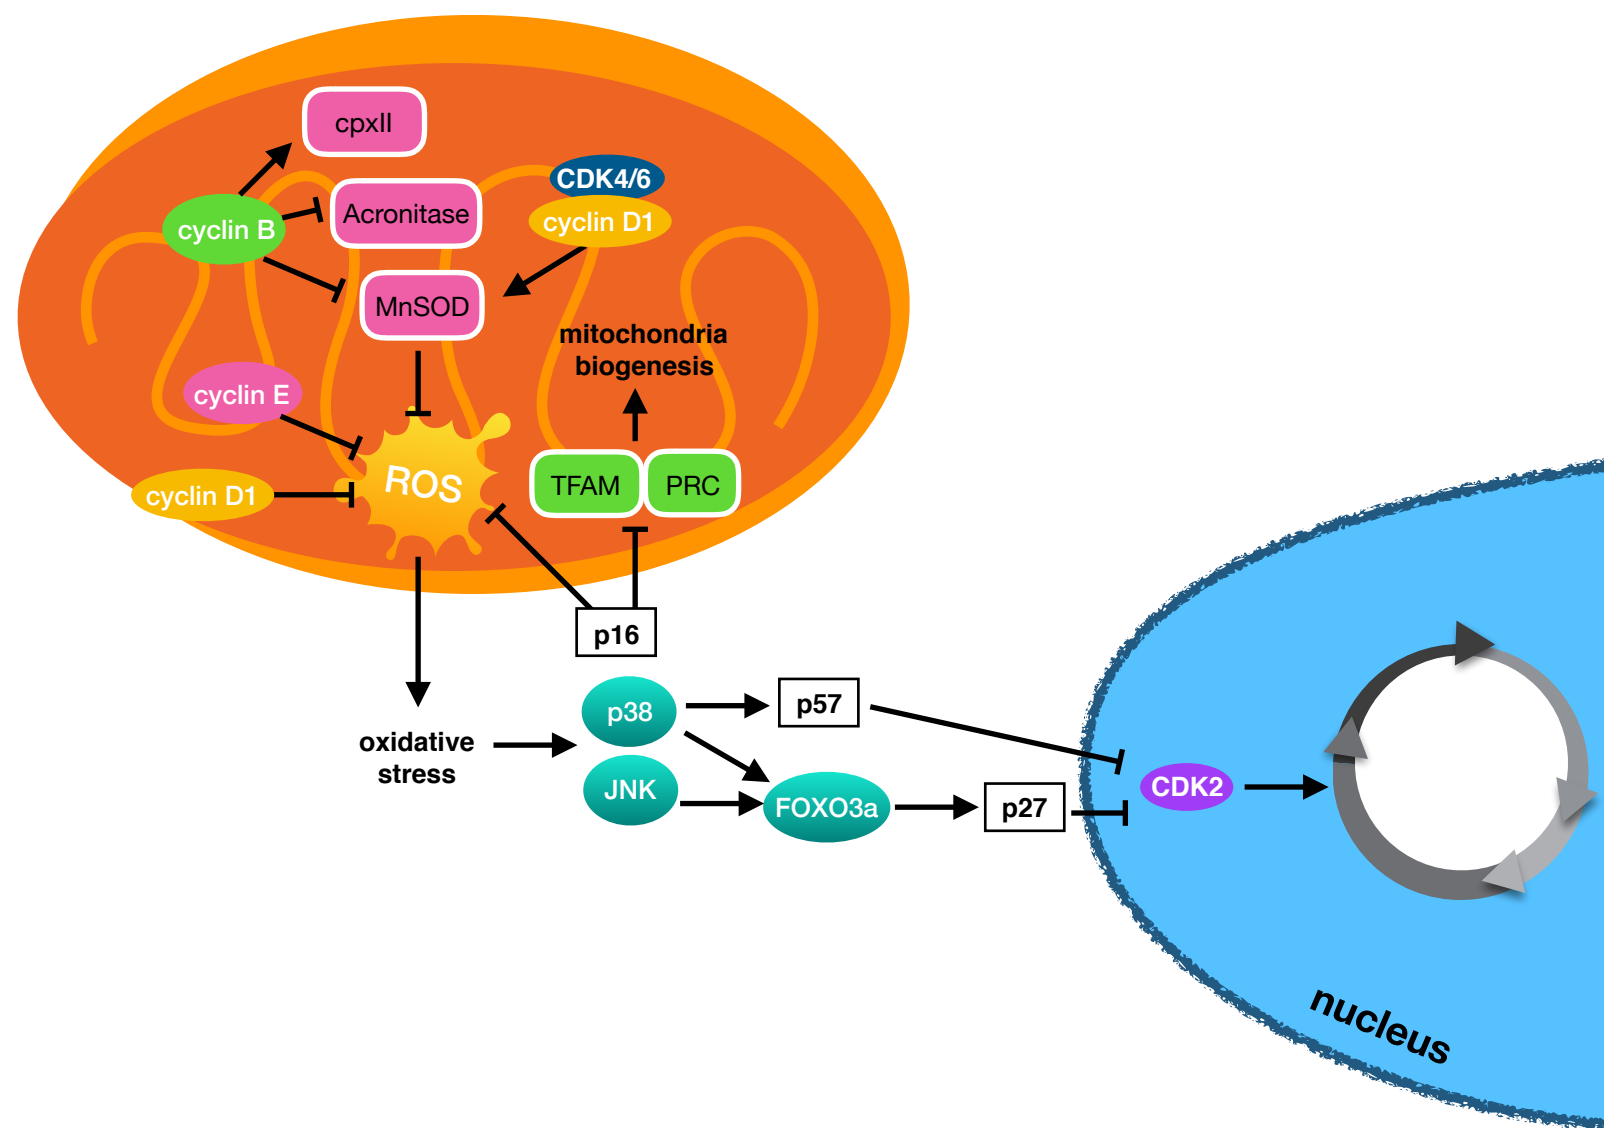 cpxII
CDK4/6
Acronitase
cyclin B
cyclin D1
MnSOD
mitochondria
biogenesis
cyclin E
ROS
TFAM
PRC
cyclin D1
p16
p38
p57
oxidative
stress
JNK
FOXO3a
p27
CDK2
nucleus